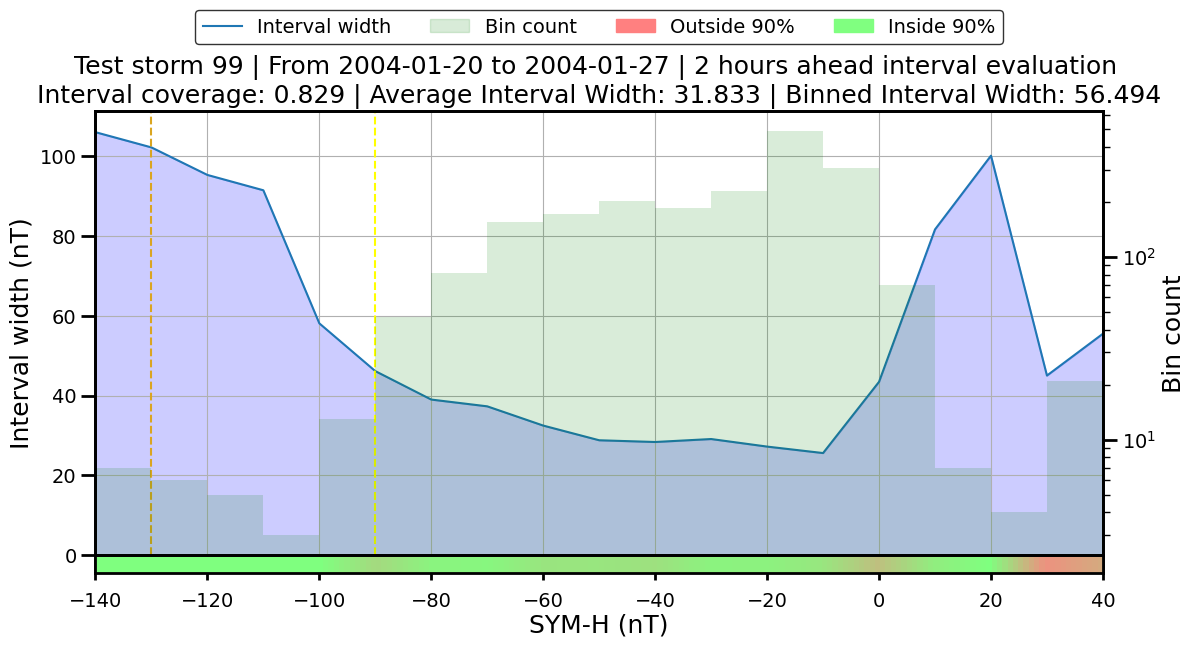 Interval width Bin count Outside 90% Inside 90%
Test storm 99 | From 2004-01-20 to 2004-01-27 | 2 hours ahead interval evaluation
Interval coverage: 0.829 | Average Interval Width: 31.833 | Binned Interval Width: 56.494
Interval width (nT)
100
80
60
40
20
0
10²
10¹
Bin count
−140 −120 −100 −80 −60 −40 −20 0 20 40
SYM-H (nT)